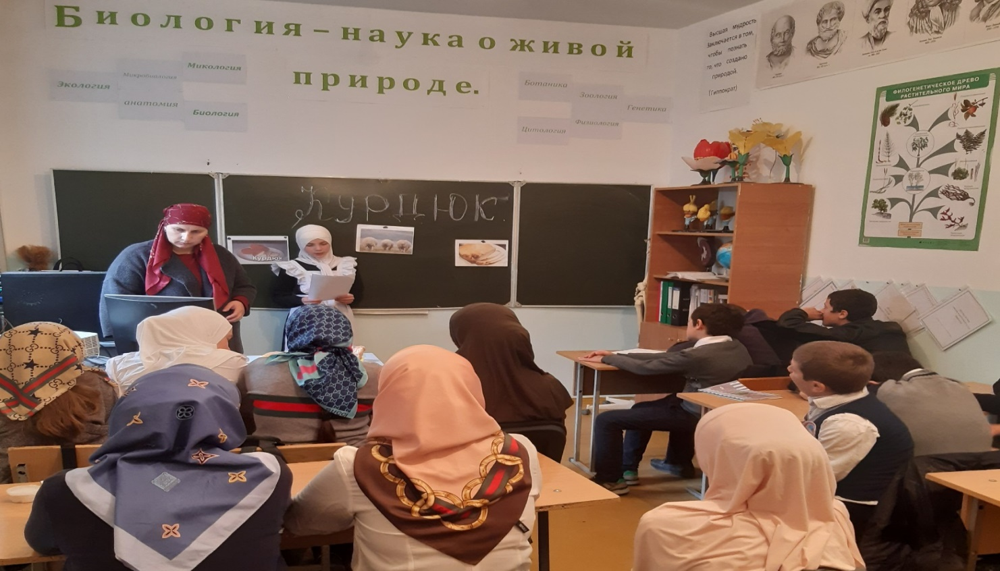 Биология – наука о живой
природе.
Экология
Микробиология
Микология
анатомия
Биология
Ботаника
Зоология
Генетика
Цитология
Физиология
Высшая мудрость
заключается в том,
чтобы познать
то, что создано
природой.
(Гиппократ)
ФИЛОГЕНЕТИЧЕСКОЕ ДРЕВО
РАСТИТЕЛЬНОГО МИРА
КУРДЮК.
Курдюк